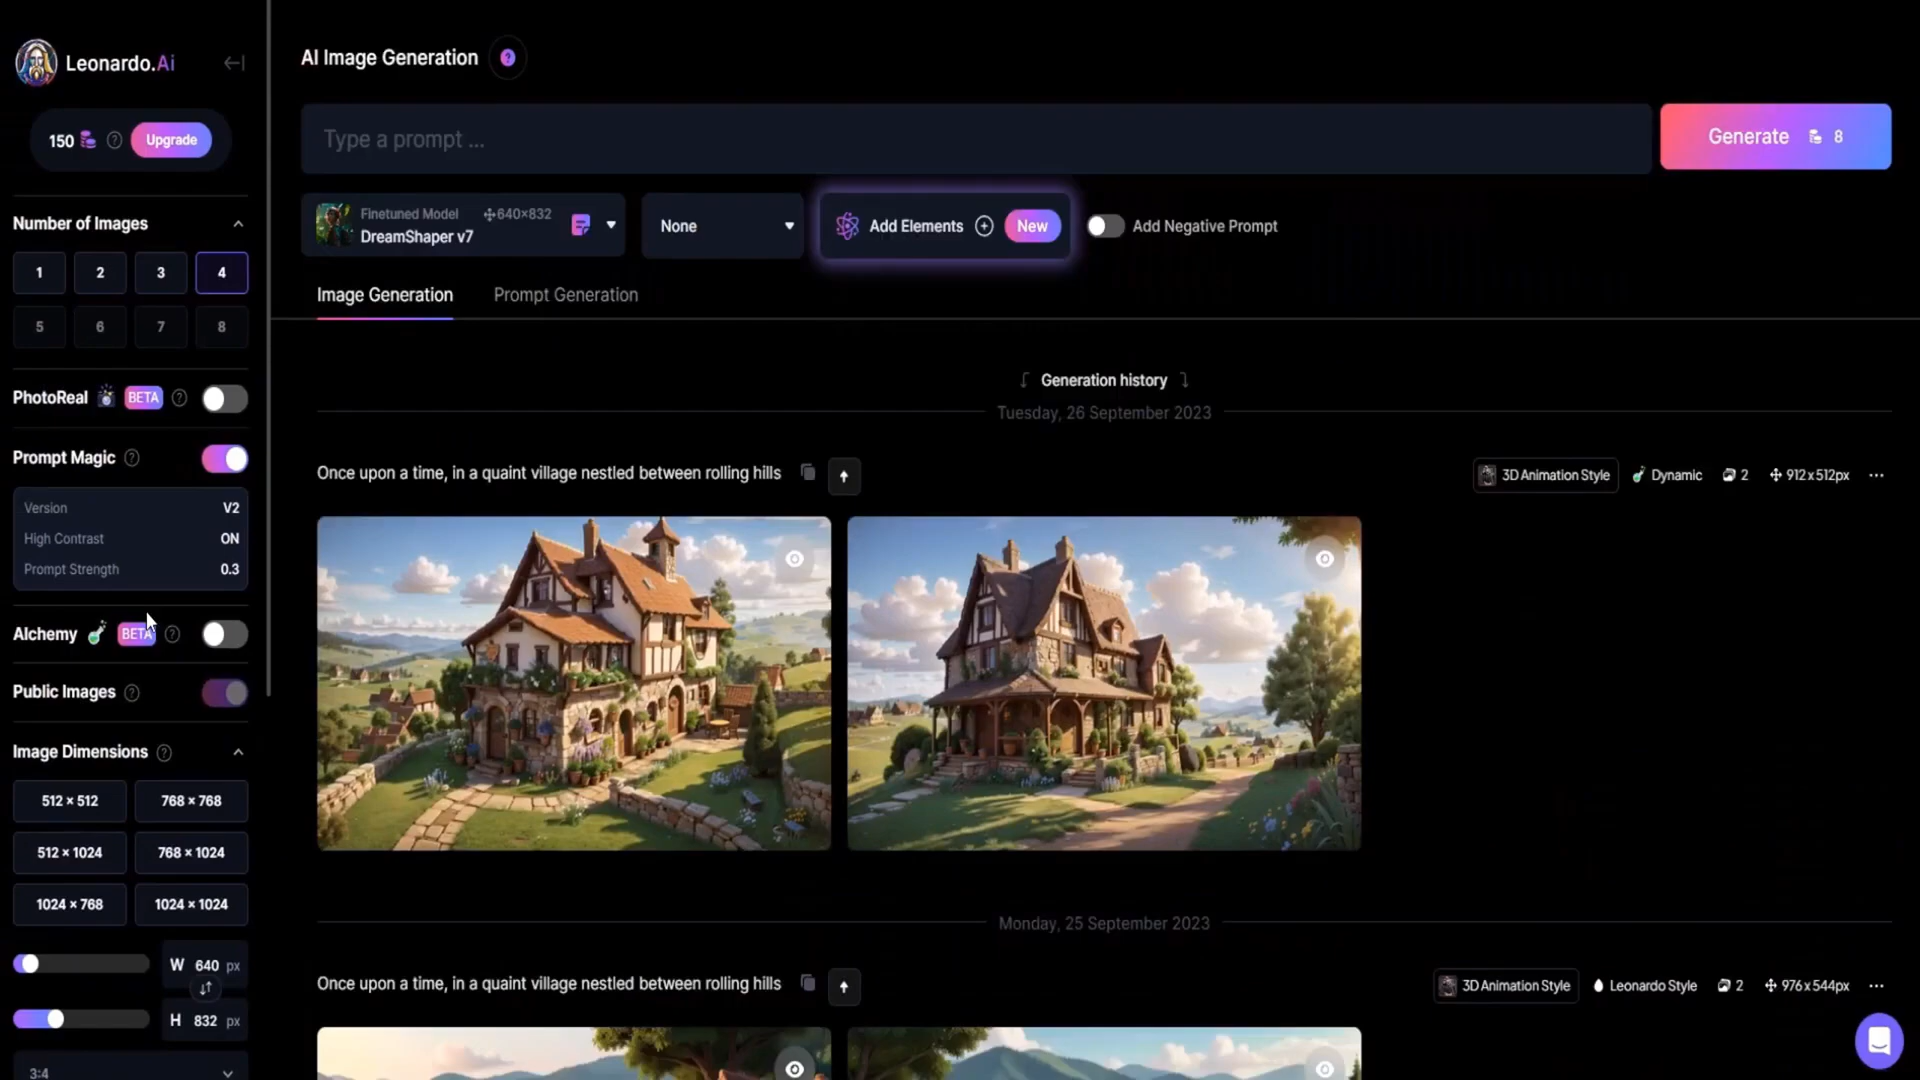 Leonardo.Ai
150 Upgrade
Number of Images
1 2 3 4
5 6 7 8
PhotoReal BETA
Prompt Magic
Version V2
High Contrast ON
Prompt Strength 0.3
Alchemy BETA
Public Images
Image Dimensions
512 × 512 768 × 768
512 × 1024 768 × 1024
1024 × 768 1024 × 1024
W 640 px
H 832 px
3:4
AI Image Generation
Type a prompt ...
Generate 8
Finetuned Model 640×832
DreamShaper v7
None
Add Elements New
Add Negative Prompt
Image Generation Prompt Generation
Generation history
Tuesday, 26 September 2023
Once upon a time, in a quaint village nestled between rolling hills
3D Animation Style Dynamic 2 912x512px
Monday, 25 September 2023
Once upon a time, in a quaint village nestled between rolling hills
3D Animation Style Leonardo Style 2 976x544px